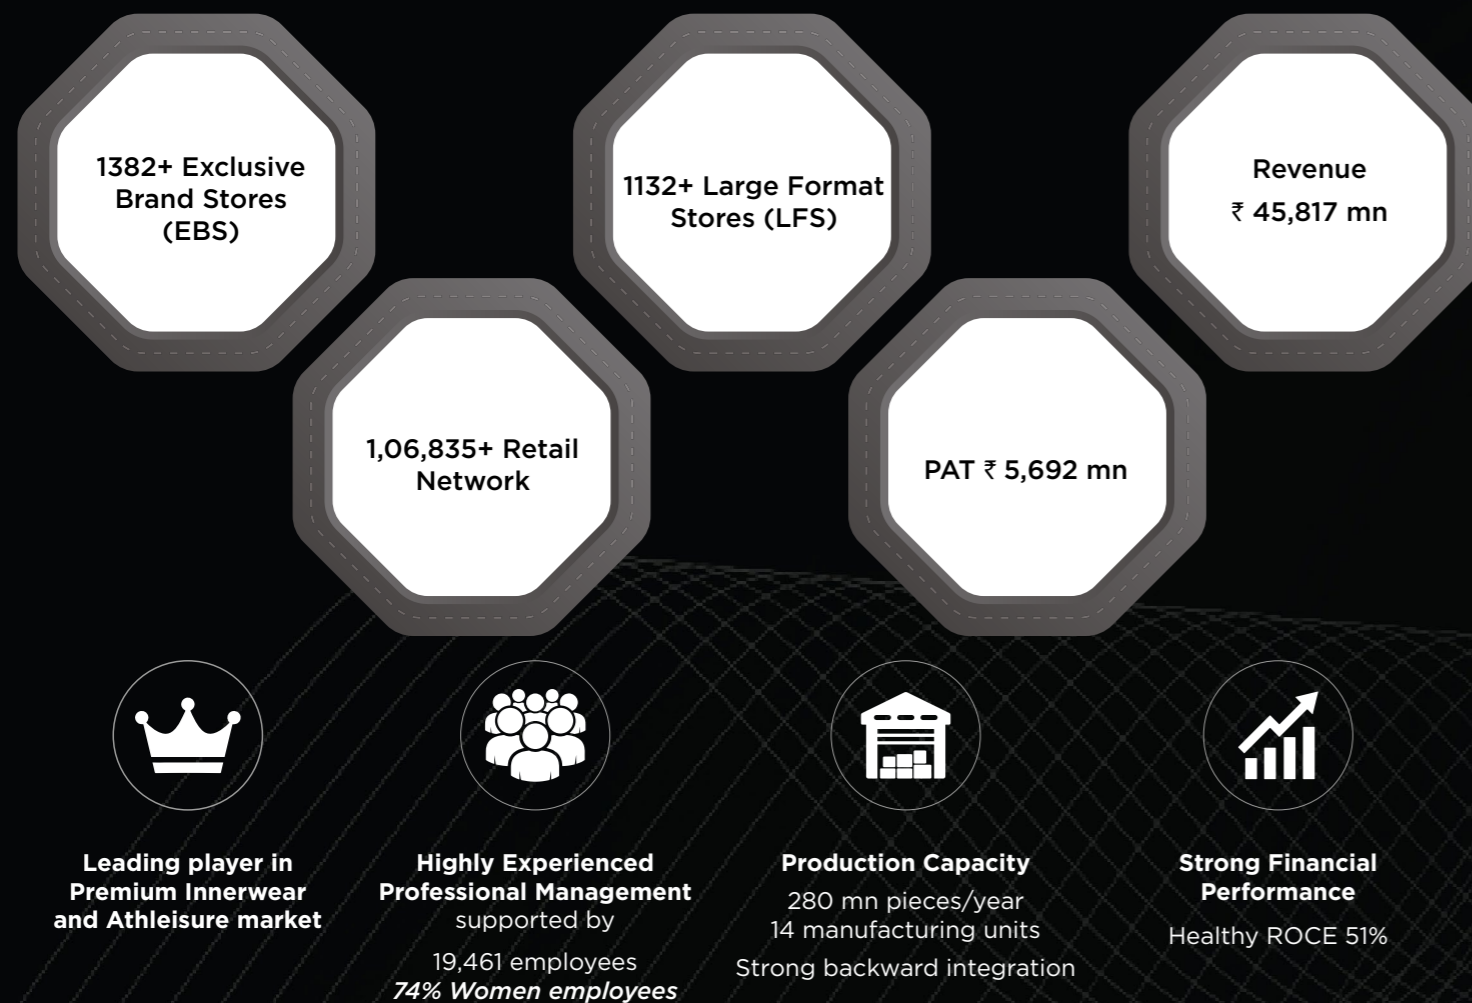 1382+ Exclusive
Brand Stores
(EBS)
1132+ Large Format
Stores (LFS)
Revenue
₹ 45,817 mn
1,06,835+ Retail
Network
PAT ₹ 5,692 mn
Leading player in
Premium Innerwear
and Athleisure market
Highly Experienced
Professional Management
supported by
19,461 employees
74% Women employees
Production Capacity
280 mn pieces/year
14 manufacturing units
Strong backward integration
Strong Financial
Performance
Healthy ROCE 51%